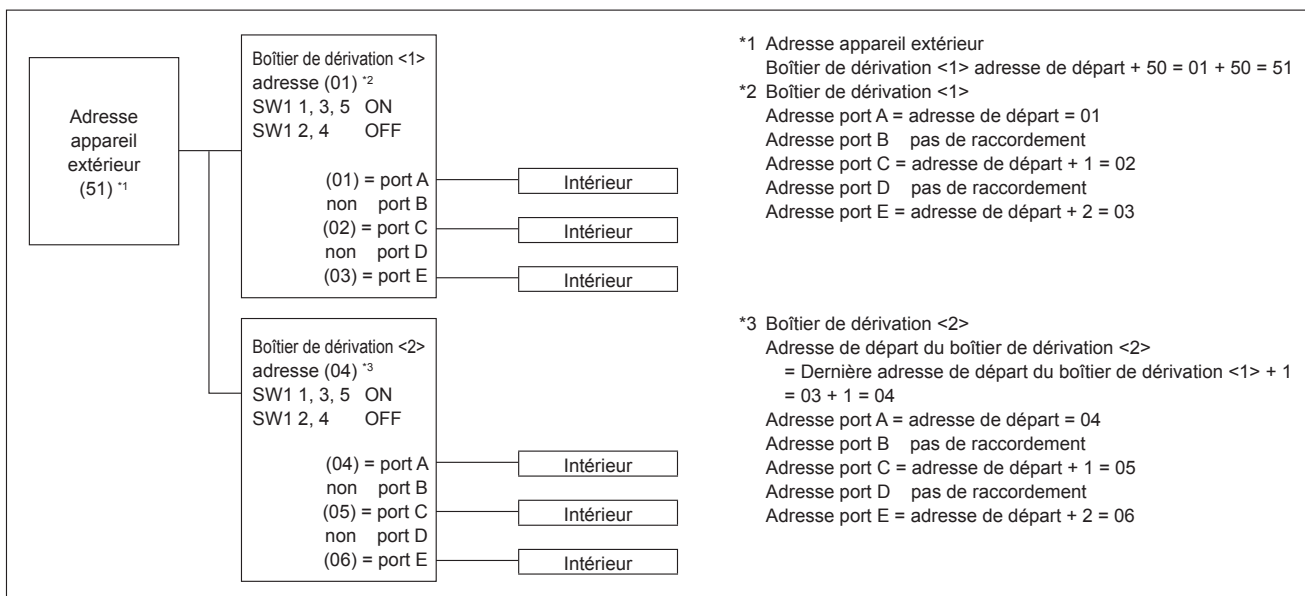 Adresse
appareil
extérieur
(51) *1
Boîtier de dérivation <1>
adresse (01) *2
SW1 1, 3, 5 ON
SW1 2, 4 OFF
(01) = port A
non port B
(02) = port C
non port D
(03) = port E
Intérieur
Intérieur
Intérieur
Boîtier de dérivation <2>
adresse (04) *3
SW1 1, 3, 5 ON
SW1 2, 4 OFF
(04) = port A
non port B
(05) = port C
non port D
(06) = port E
Intérieur
Intérieur
Intérieur
*1 Adresse appareil extérieur
Boîtier de dérivation <1> adresse de départ + 50 = 01 + 50 = 51
*2 Boîtier de dérivation <1>
Adresse port A = adresse de départ = 01
Adresse port B pas de raccordement
Adresse port C = adresse de départ + 1 = 02
Adresse port D pas de raccordement
Adresse port E = adresse de départ + 2 = 03
*3 Boîtier de dérivation <2>
Adresse de départ du boîtier de dérivation <2>
= Dernière adresse de départ du boîtier de dérivation <1> + 1
= 03 + 1 = 04
Adresse port A = adresse de départ = 04
Adresse port B pas de raccordement
Adresse port C = adresse de départ + 1 = 05
Adresse port D pas de raccordement
Adresse port E = adresse de départ + 2 = 06